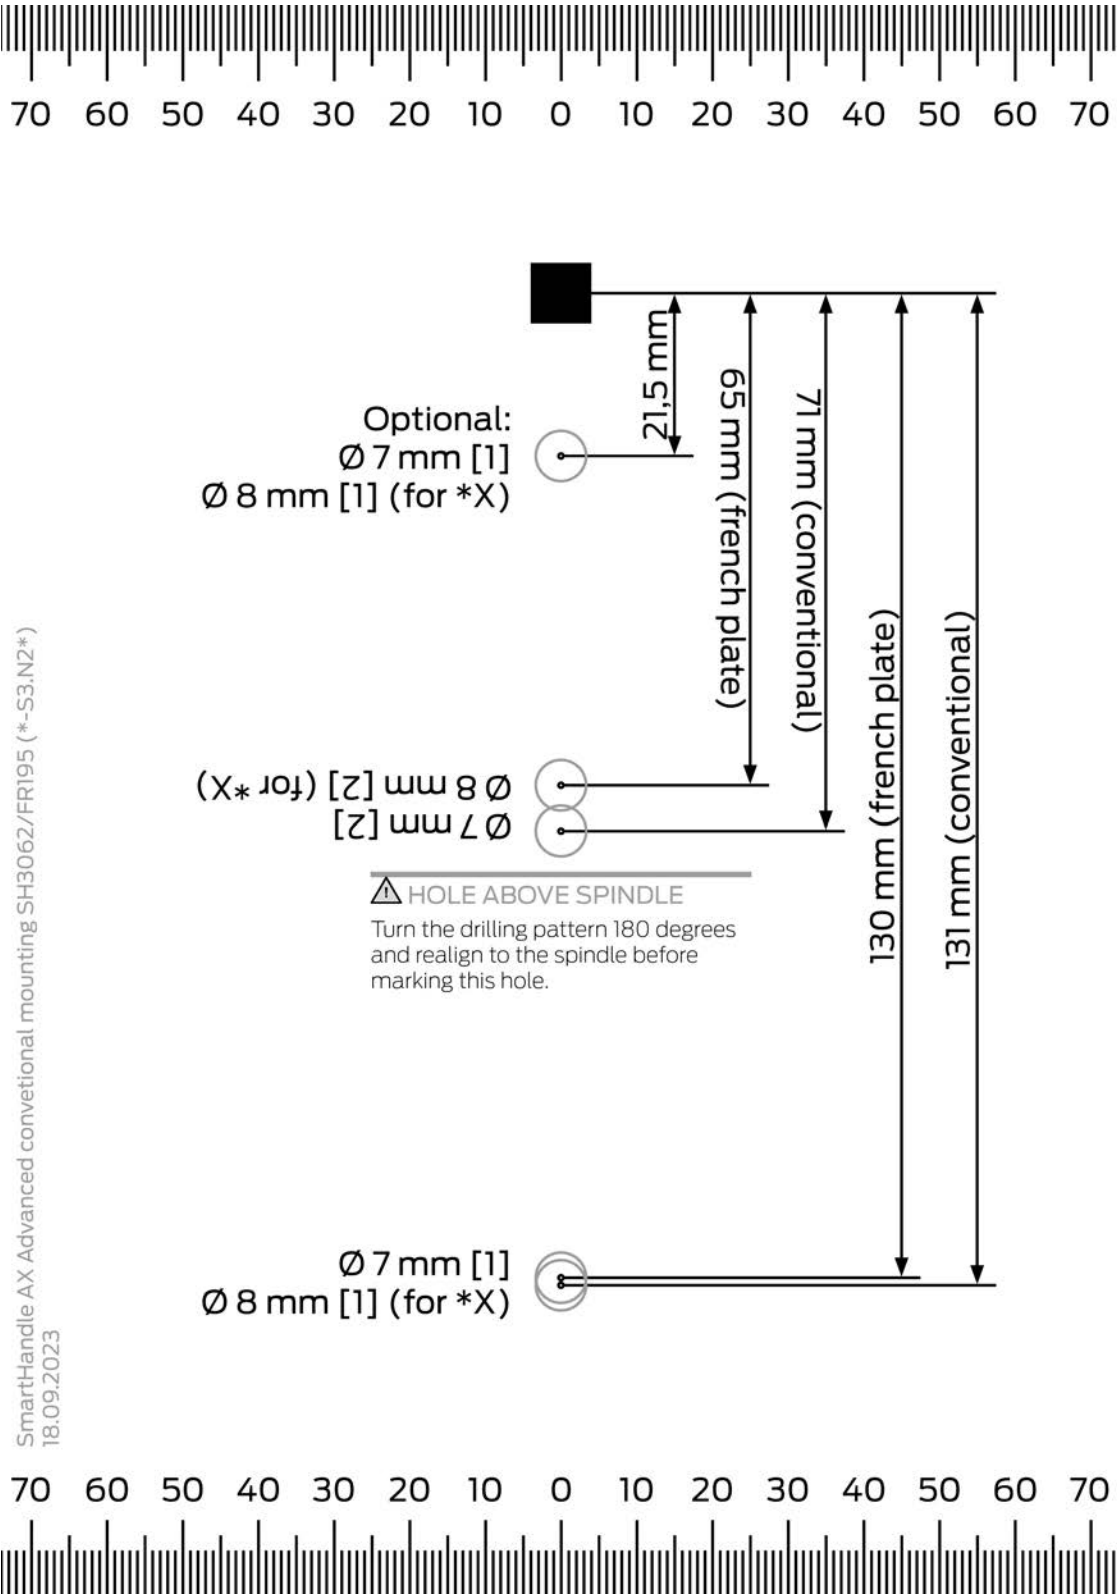 70 60 50 40 30 20 10 0 10 20 30 40 50 60 70
21,5 mm
65 mm (french plate)
71 mm (conventional)
130 mm (french plate)
131 mm (conventional)
Optional:
Ø 7 mm [1]
Ø 8 mm [1] (for *X)
Ø 7 mm [2]
Ø 8 mm [2] (for *X)
HOLE ABOVE SPINDLE
Turn the drilling pattern 180 degrees
and realign to the spindle before
marking this hole.
Ø 7 mm [1]
Ø 8 mm [1] (for *X)
SmartHandle AX Advanced convetional mounting SH3062/FR195 (*-S3.N2*)
18.09.2023
70 60 50 40 30 20 10 0 10 20 30 40 50 60 70